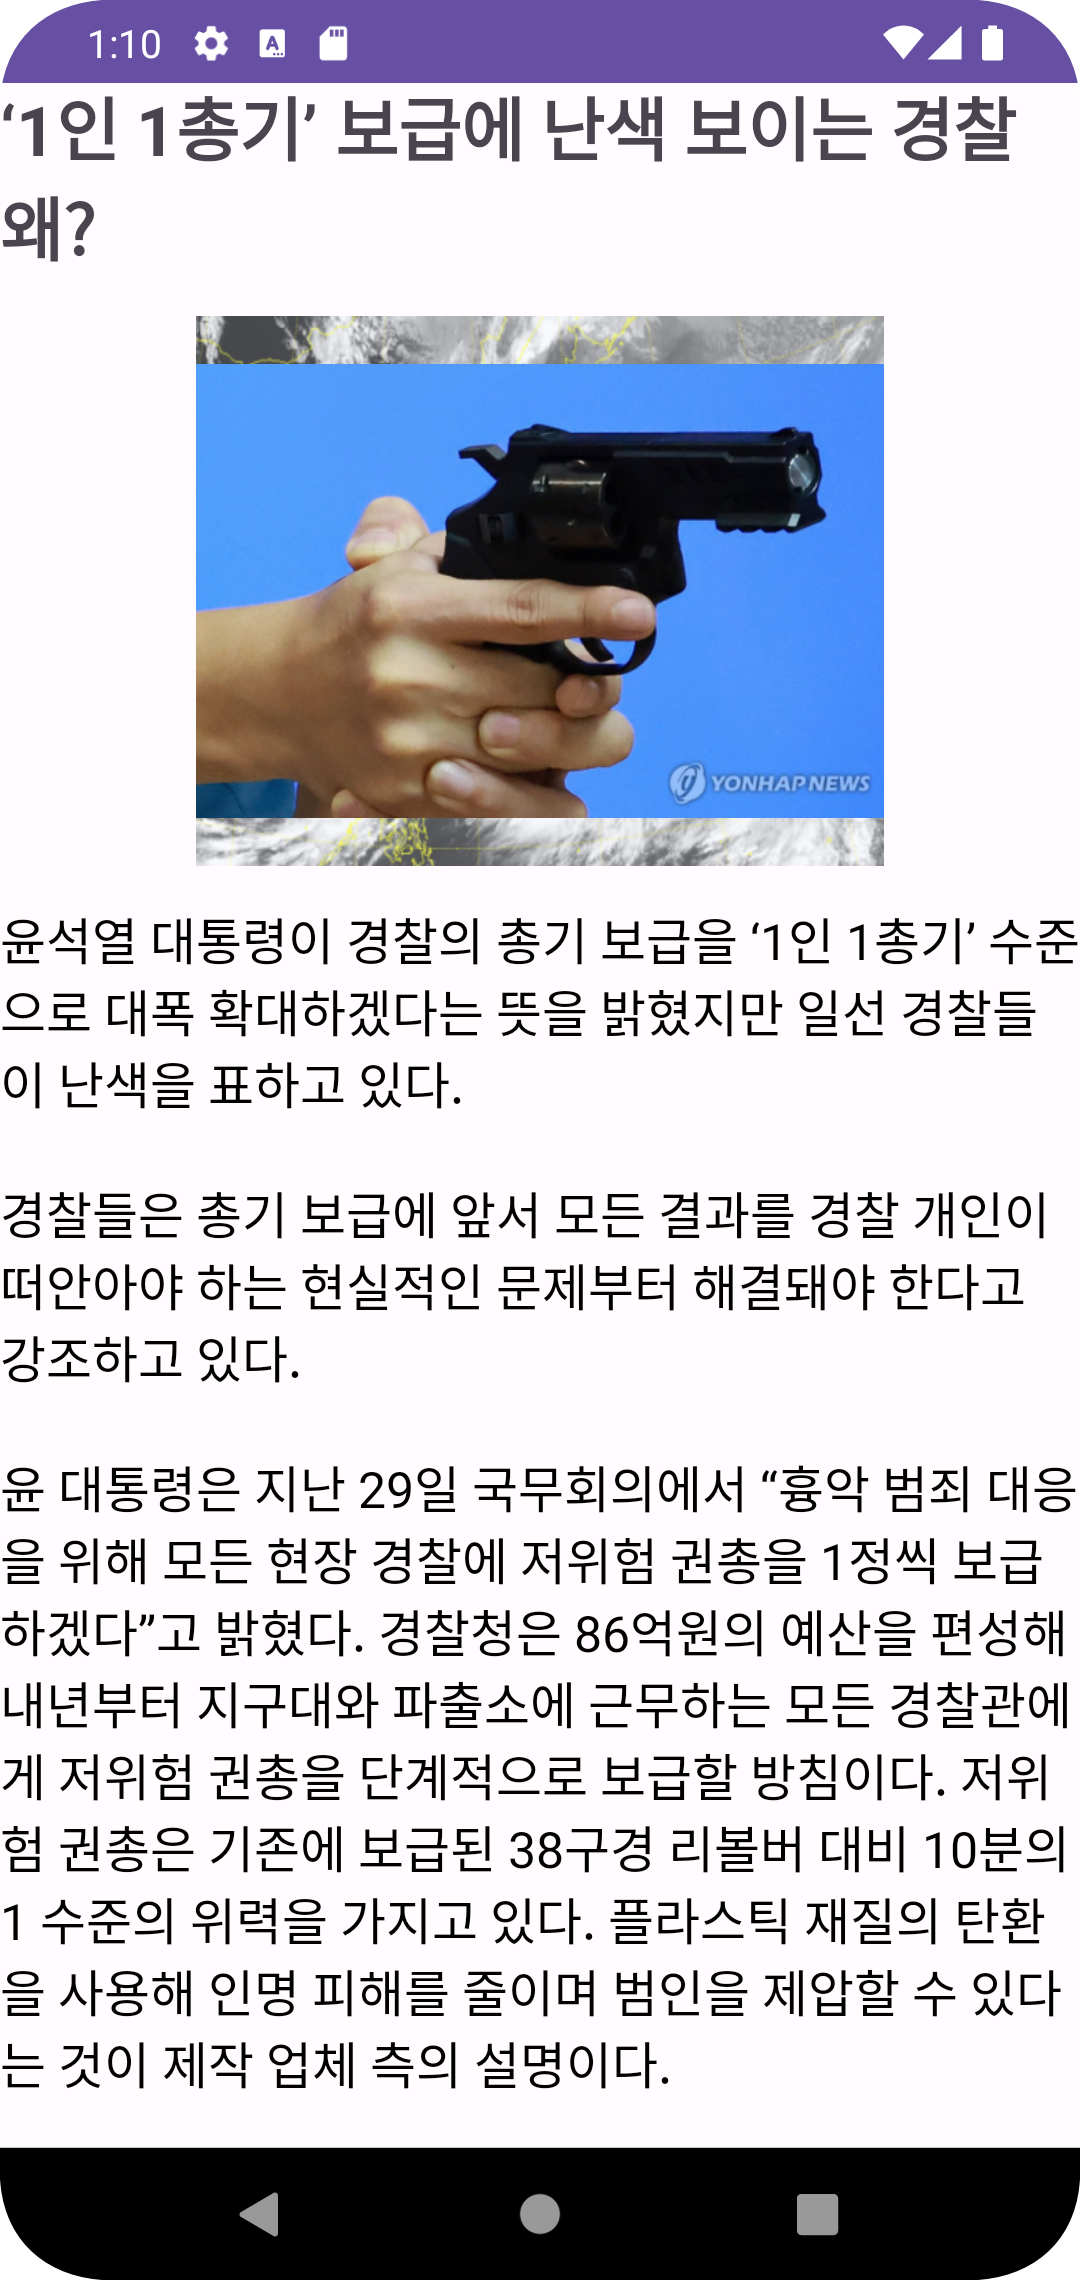 1:10
‘1인 1총기’ 보급에 난색 보이는 경찰
왜?
YONHAP NEWS
윤석열 대통령이 경찰의 총기 보급을 ‘1인 1총기’ 수준
으로 대폭 확대하겠다는 뜻을 밝혔지만 일선 경찰들
이 난색을 표하고 있다.
경찰들은 총기 보급에 앞서 모든 결과를 경찰 개인이
떠안아야 하는 현실적인 문제부터 해결돼야 한다고
강조하고 있다.
윤 대통령은 지난 29일 국무회의에서 “흉악 범죄 대응
을 위해 모든 현장 경찰에 저위험 권총을 1정씩 보급
하겠다”고 밝혔다. 경찰청은 86억원의 예산을 편성해
내년부터 지구대와 파출소에 근무하는 모든 경찰관에
게 저위험 권총을 단계적으로 보급할 방침이다. 저위
험 권총은 기존에 보급된 38구경 리볼버 대비 10분의
1 수준의 위력을 가지고 있다. 플라스틱 재질의 탄환
을 사용해 인명 피해를 줄이며 범인을 제압할 수 있다
는 것이 제작 업체 측의 설명이다.